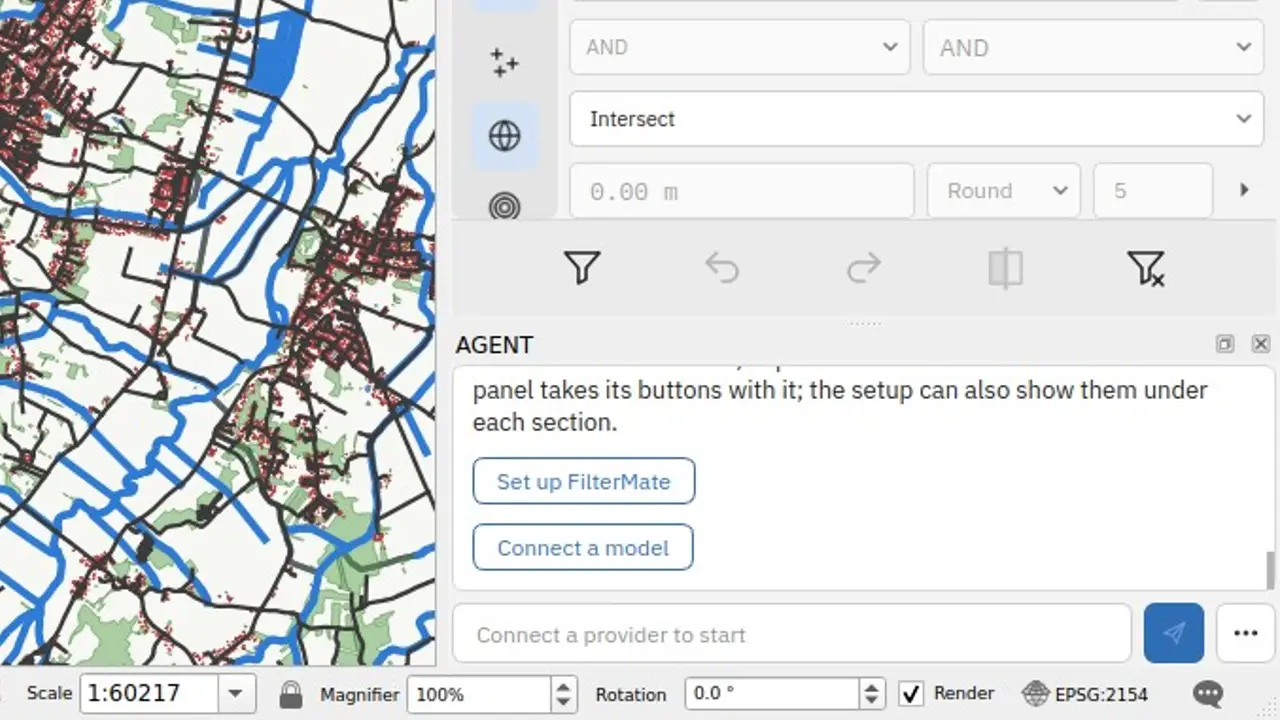 AND AND
Intersect
0.00 m Round 5
AGENT
panel takes its buttons with it; the setup can also show them under
each section.
Set up FilterMate
Connect a model
Connect a provider to start
Scale 1:60217 Magnifier 100% Rotation 0.0 ° Render EPSG:2154